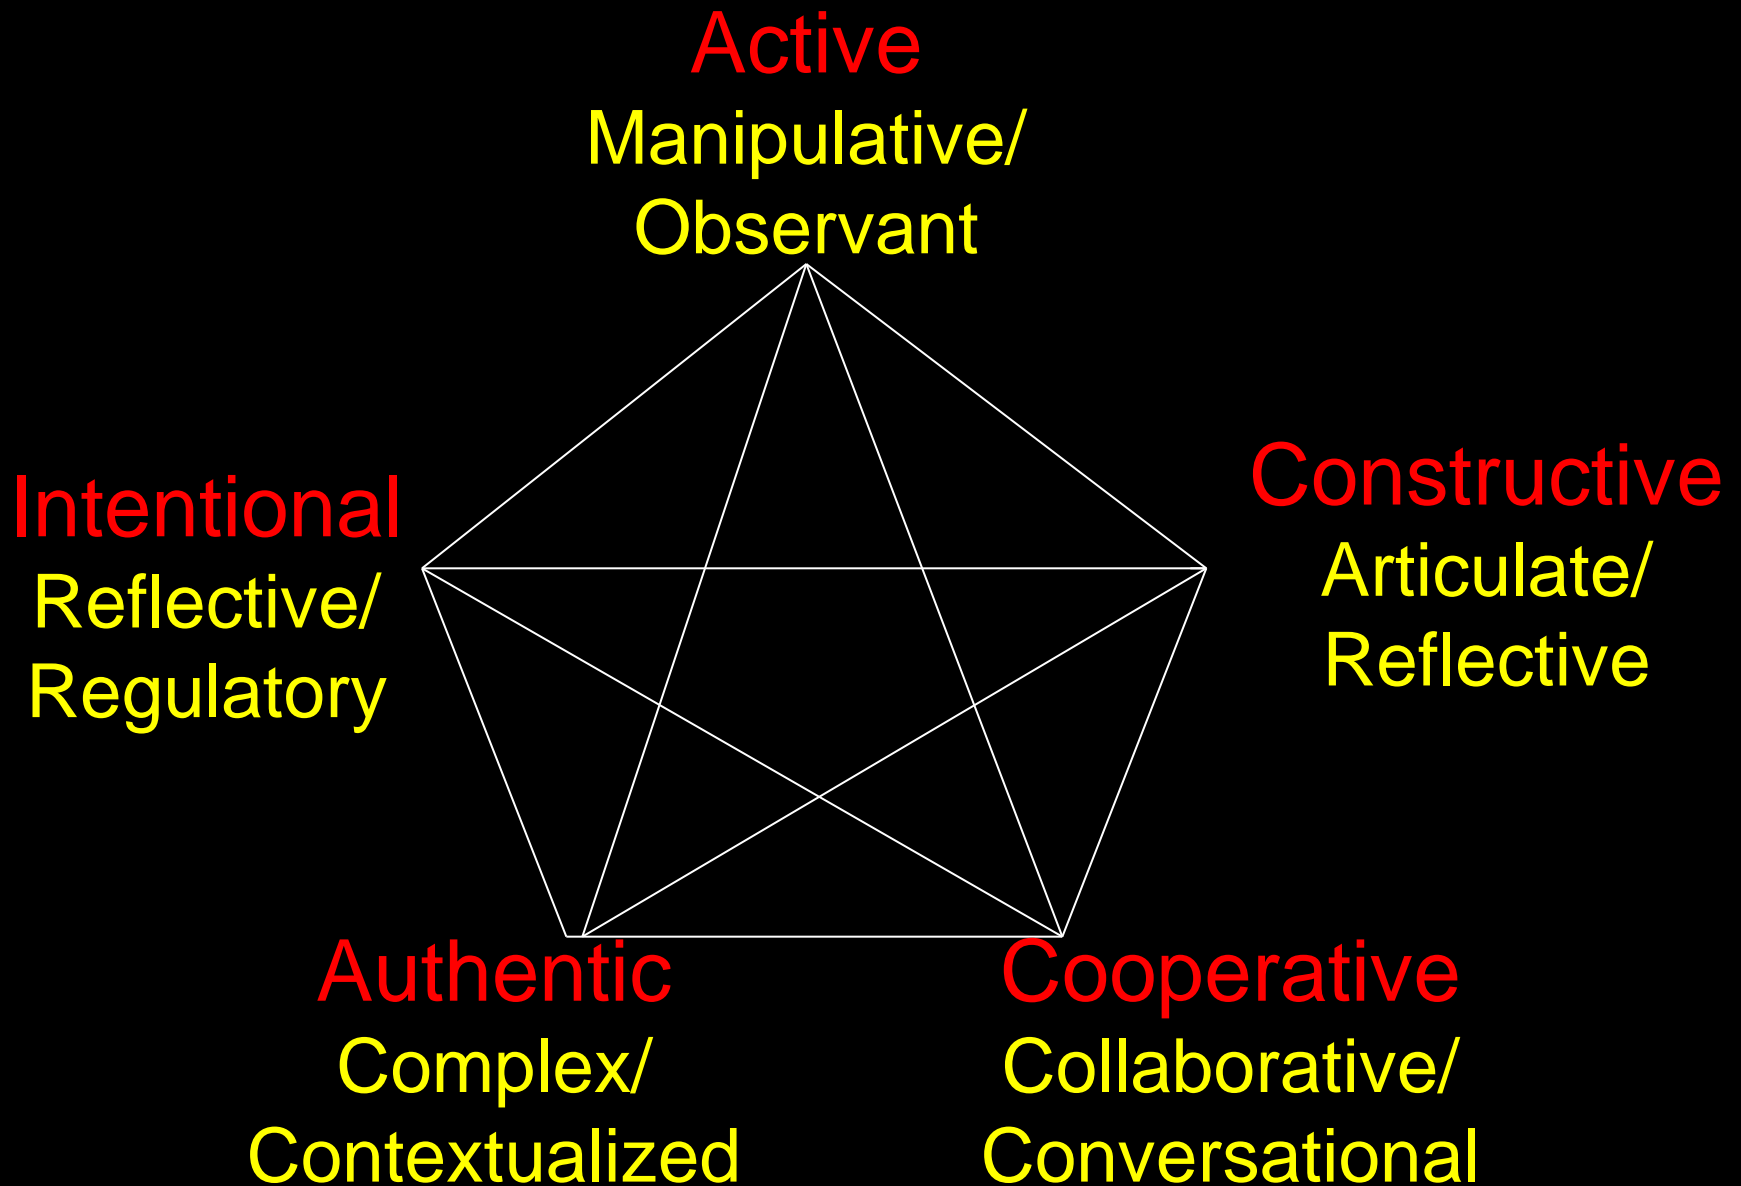 Active
Manipulative/
Observant
Intentional
Reflective/
Regulatory
Constructive
Articulate/
Reflective
Authentic
Complex/
Contextualized
Cooperative
Collaborative/
Conversational